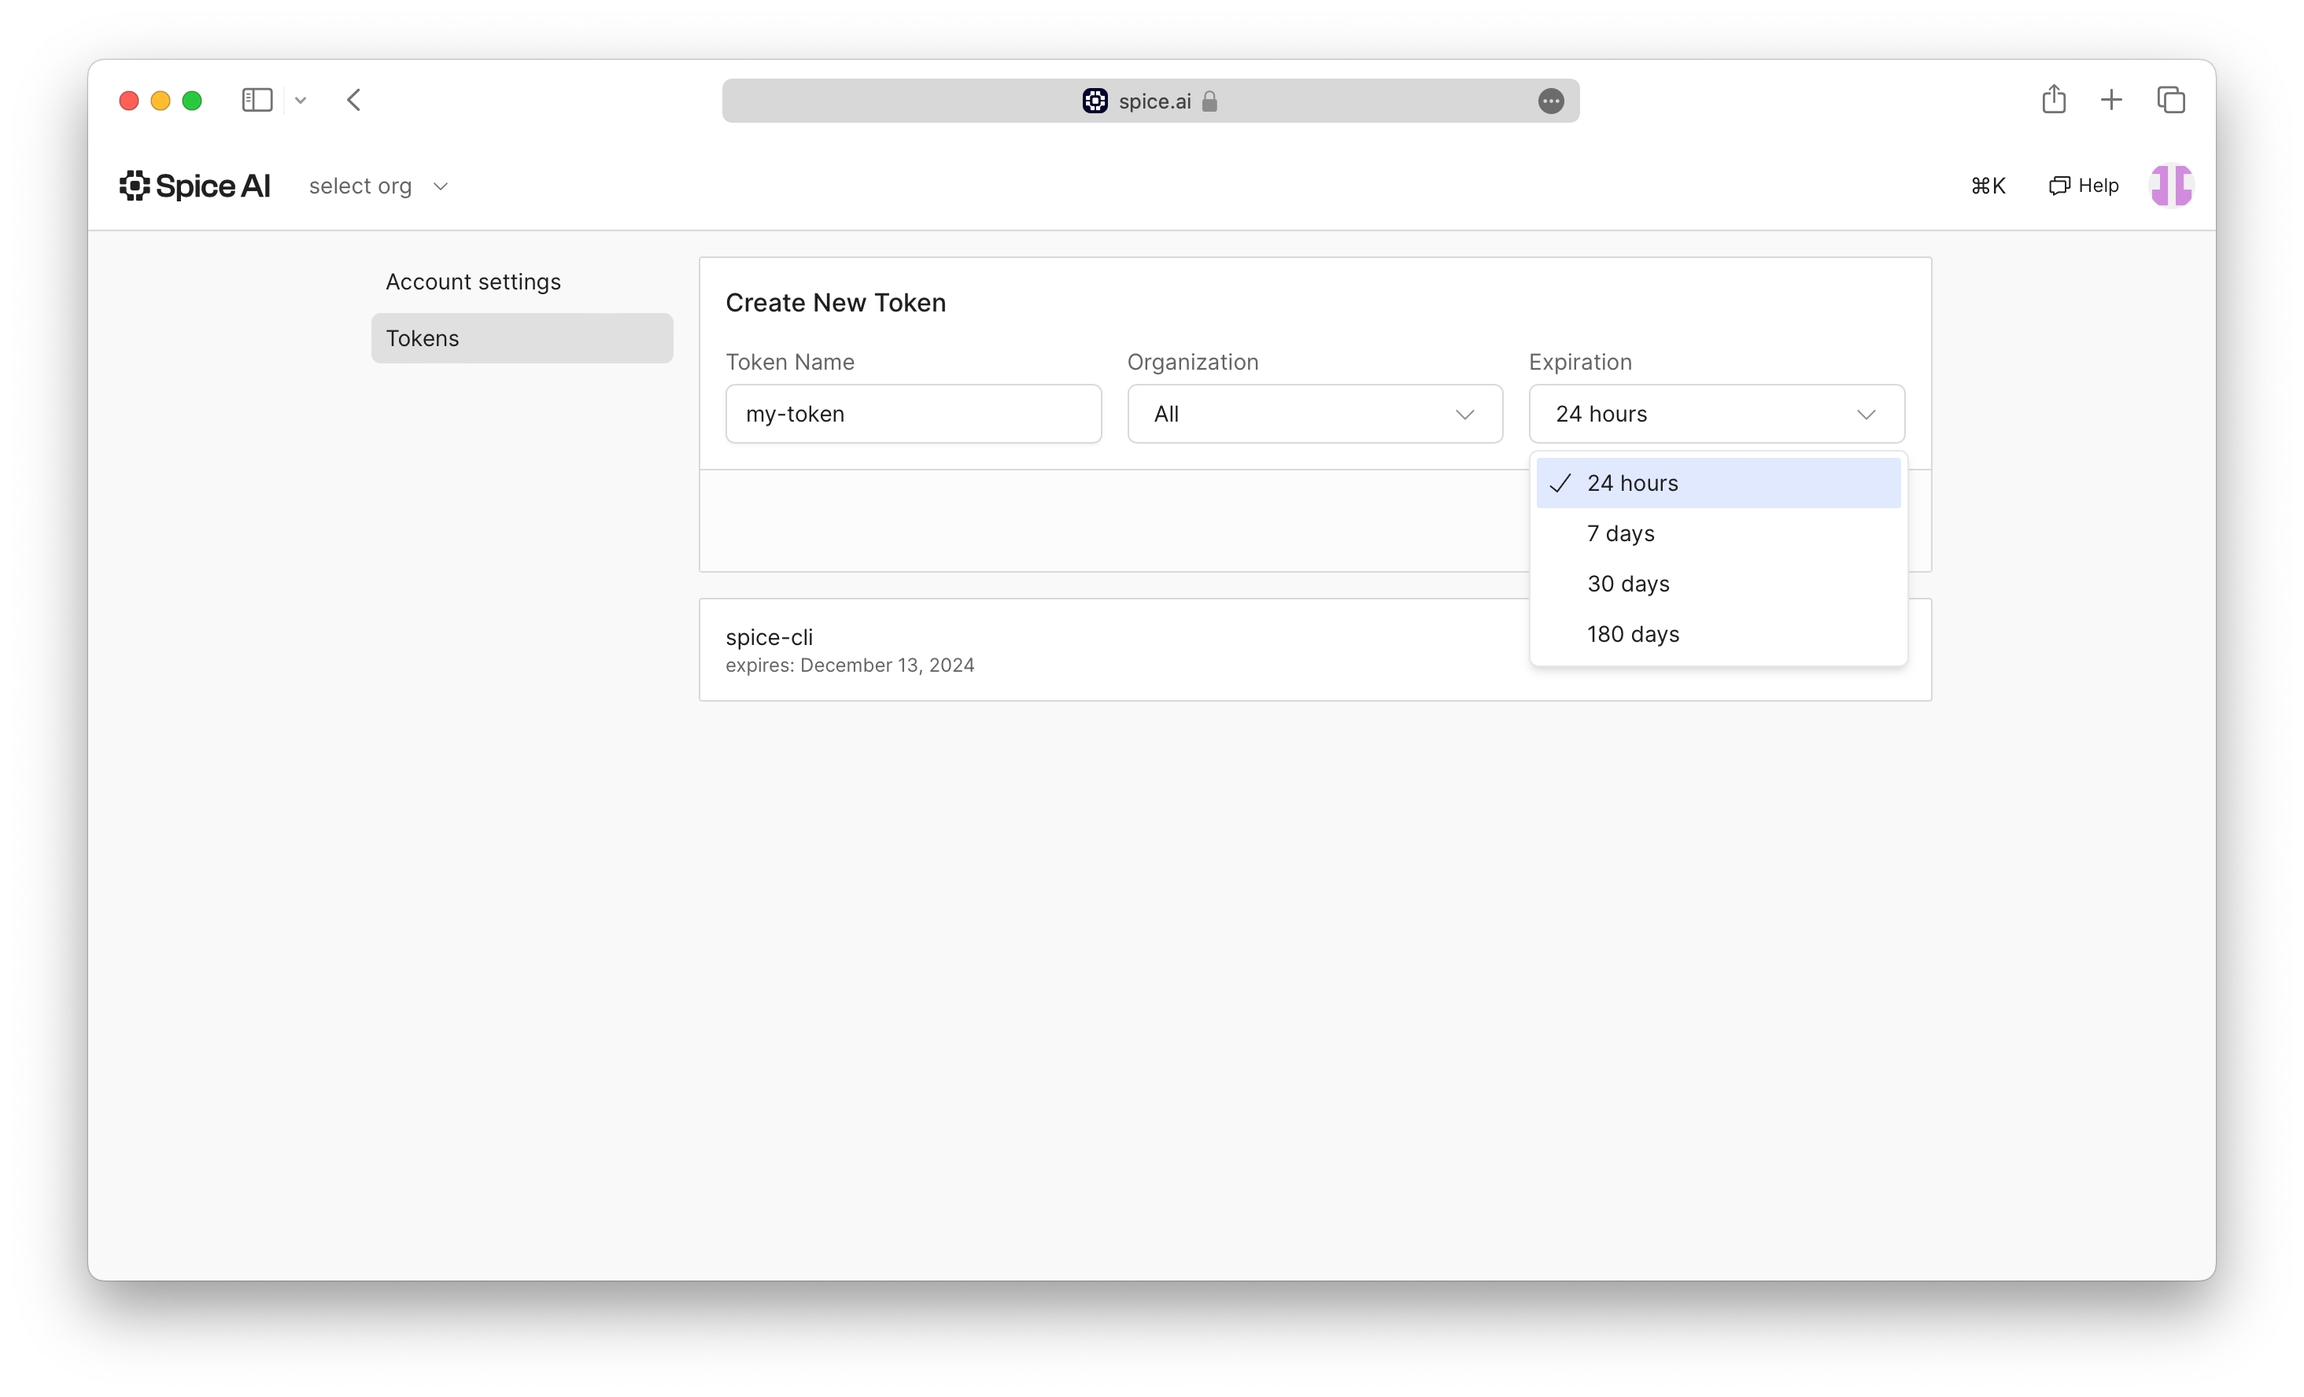 spice.ai
Spice AI
select org
⌘K
Help
Account settings
Tokens
Create New Token
Token Name
Organization
Expiration
my-token
All
24 hours
24 hours
7 days
30 days
180 days
spice-cli
expires: December 13, 2024